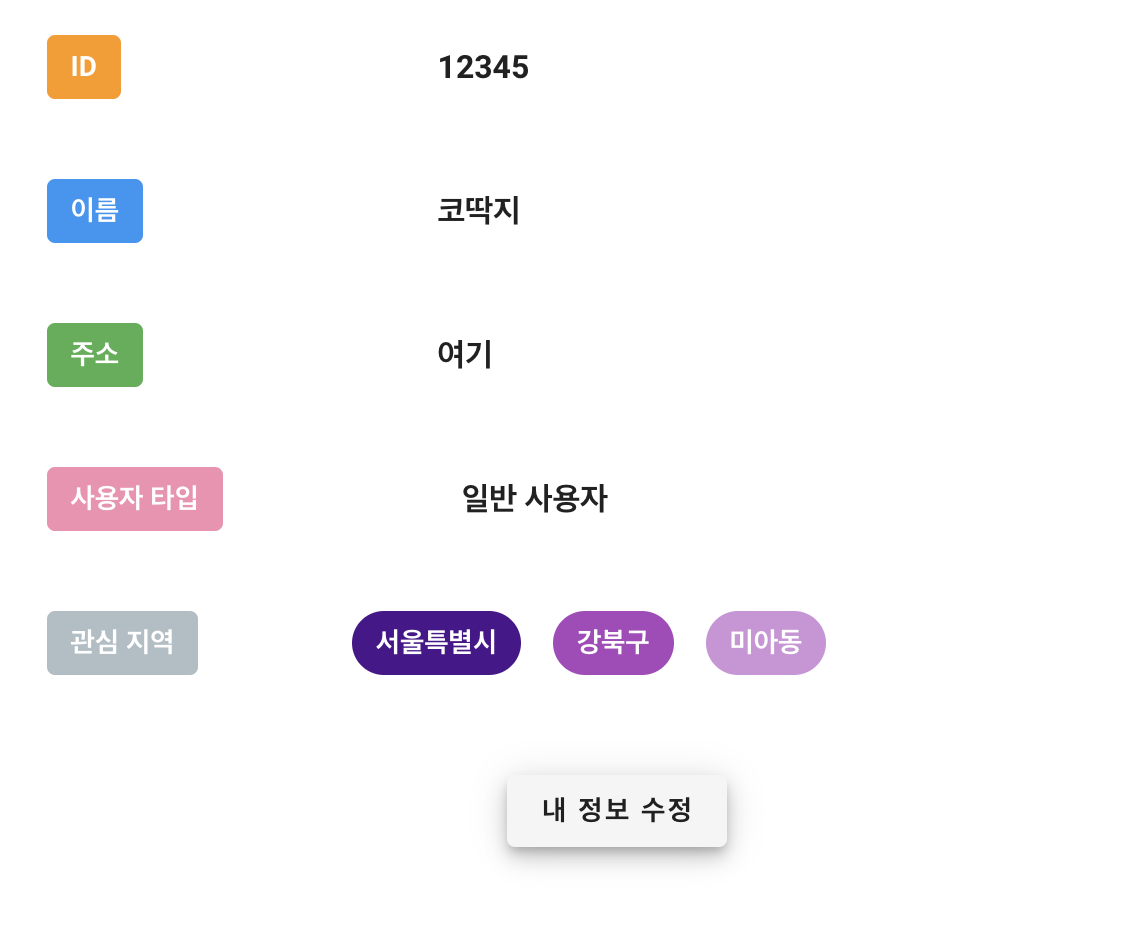 ID 12345
이름 코딱지
주소 여기
사용자 타입 일반 사용자
관심 지역 서울특별시 강북구 미아동
내 정보 수정